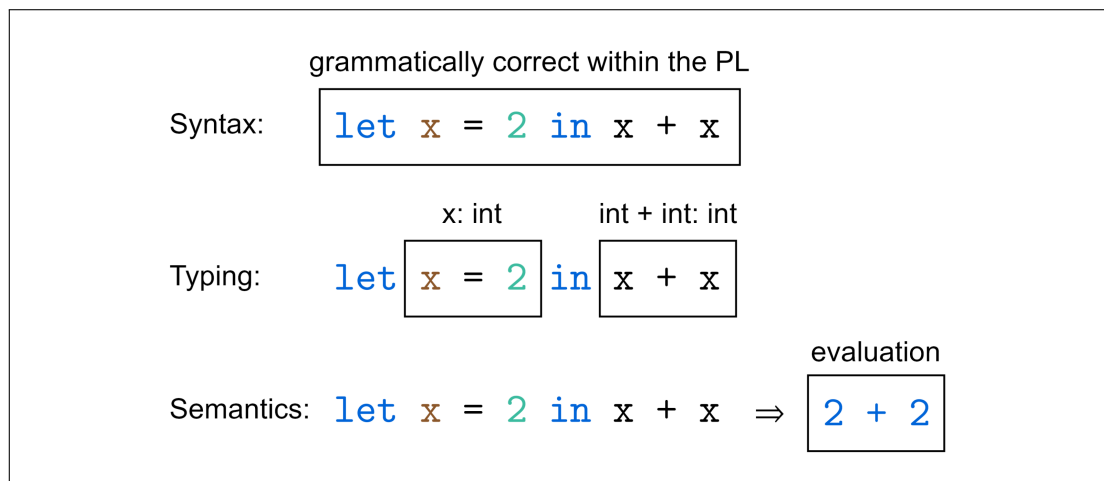 grammatically correct within the PL
Syntax: let x = 2 in x + x
x: int int + int: int
Typing: let x = 2 in x + x
evaluation
Semantics: let x = 2 in x + x ⇒ 2 + 2